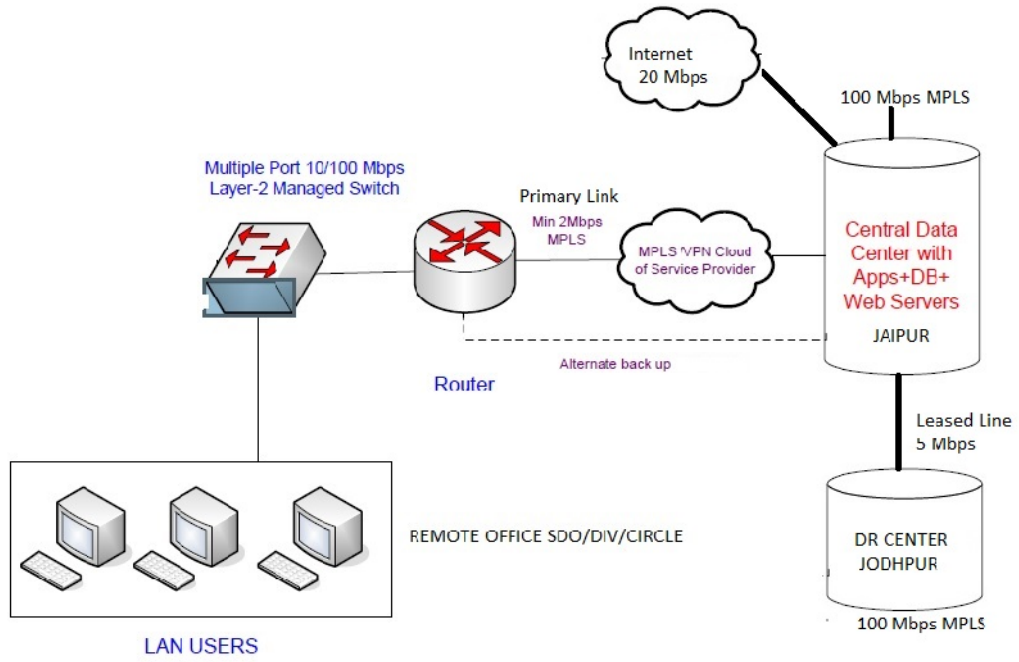 Internet
20 Mbps
100 Mbps MPLS
Multiple Port 10/100 Mbps
Layer-2 Managed Switch
Primary Link
Min 2Mbps
MPLS
MPLS /VPN Cloud
of Service Provider
Central Data
Center with
Apps+DB+
Web Servers
JAIPUR
Alternate back up
Router
Leased Line
5 Mbps
REMOTE OFFICE SDO/DIV/CIRCLE
DR CENTER
JODHPUR
100 Mbps MPLS
LAN USERS